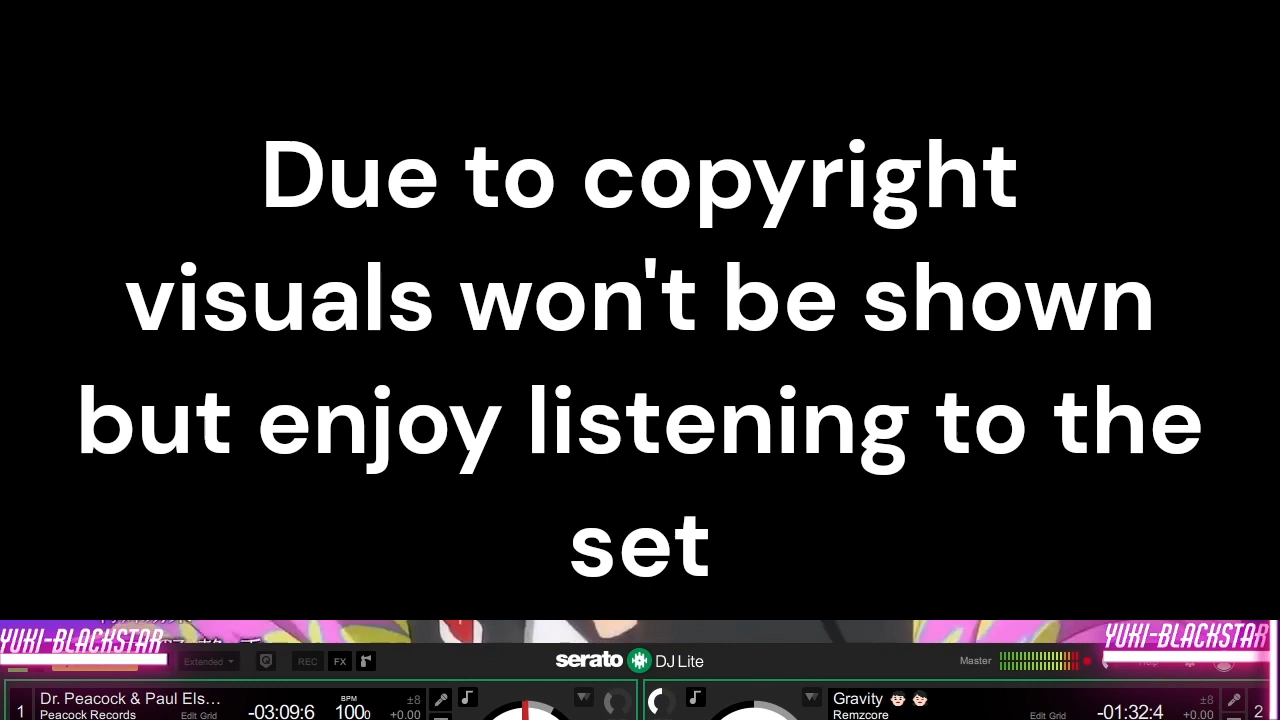 Due to copyright
visuals won't be shown
but enjoy listening to the
set
YUKI-BLACKSTAR YUKI-BLACKSTAR
Extended REC FX serato DJ Lite Master Help
1 Dr. Peacock & Paul Els... -03:09:6 BPM 100.0 ±8 Gravity 👨🏻👦🏻 -01:32:4 ±8 2
Peacock Records Edit Grid +0.00 Remzcore Edit Grid +0.00